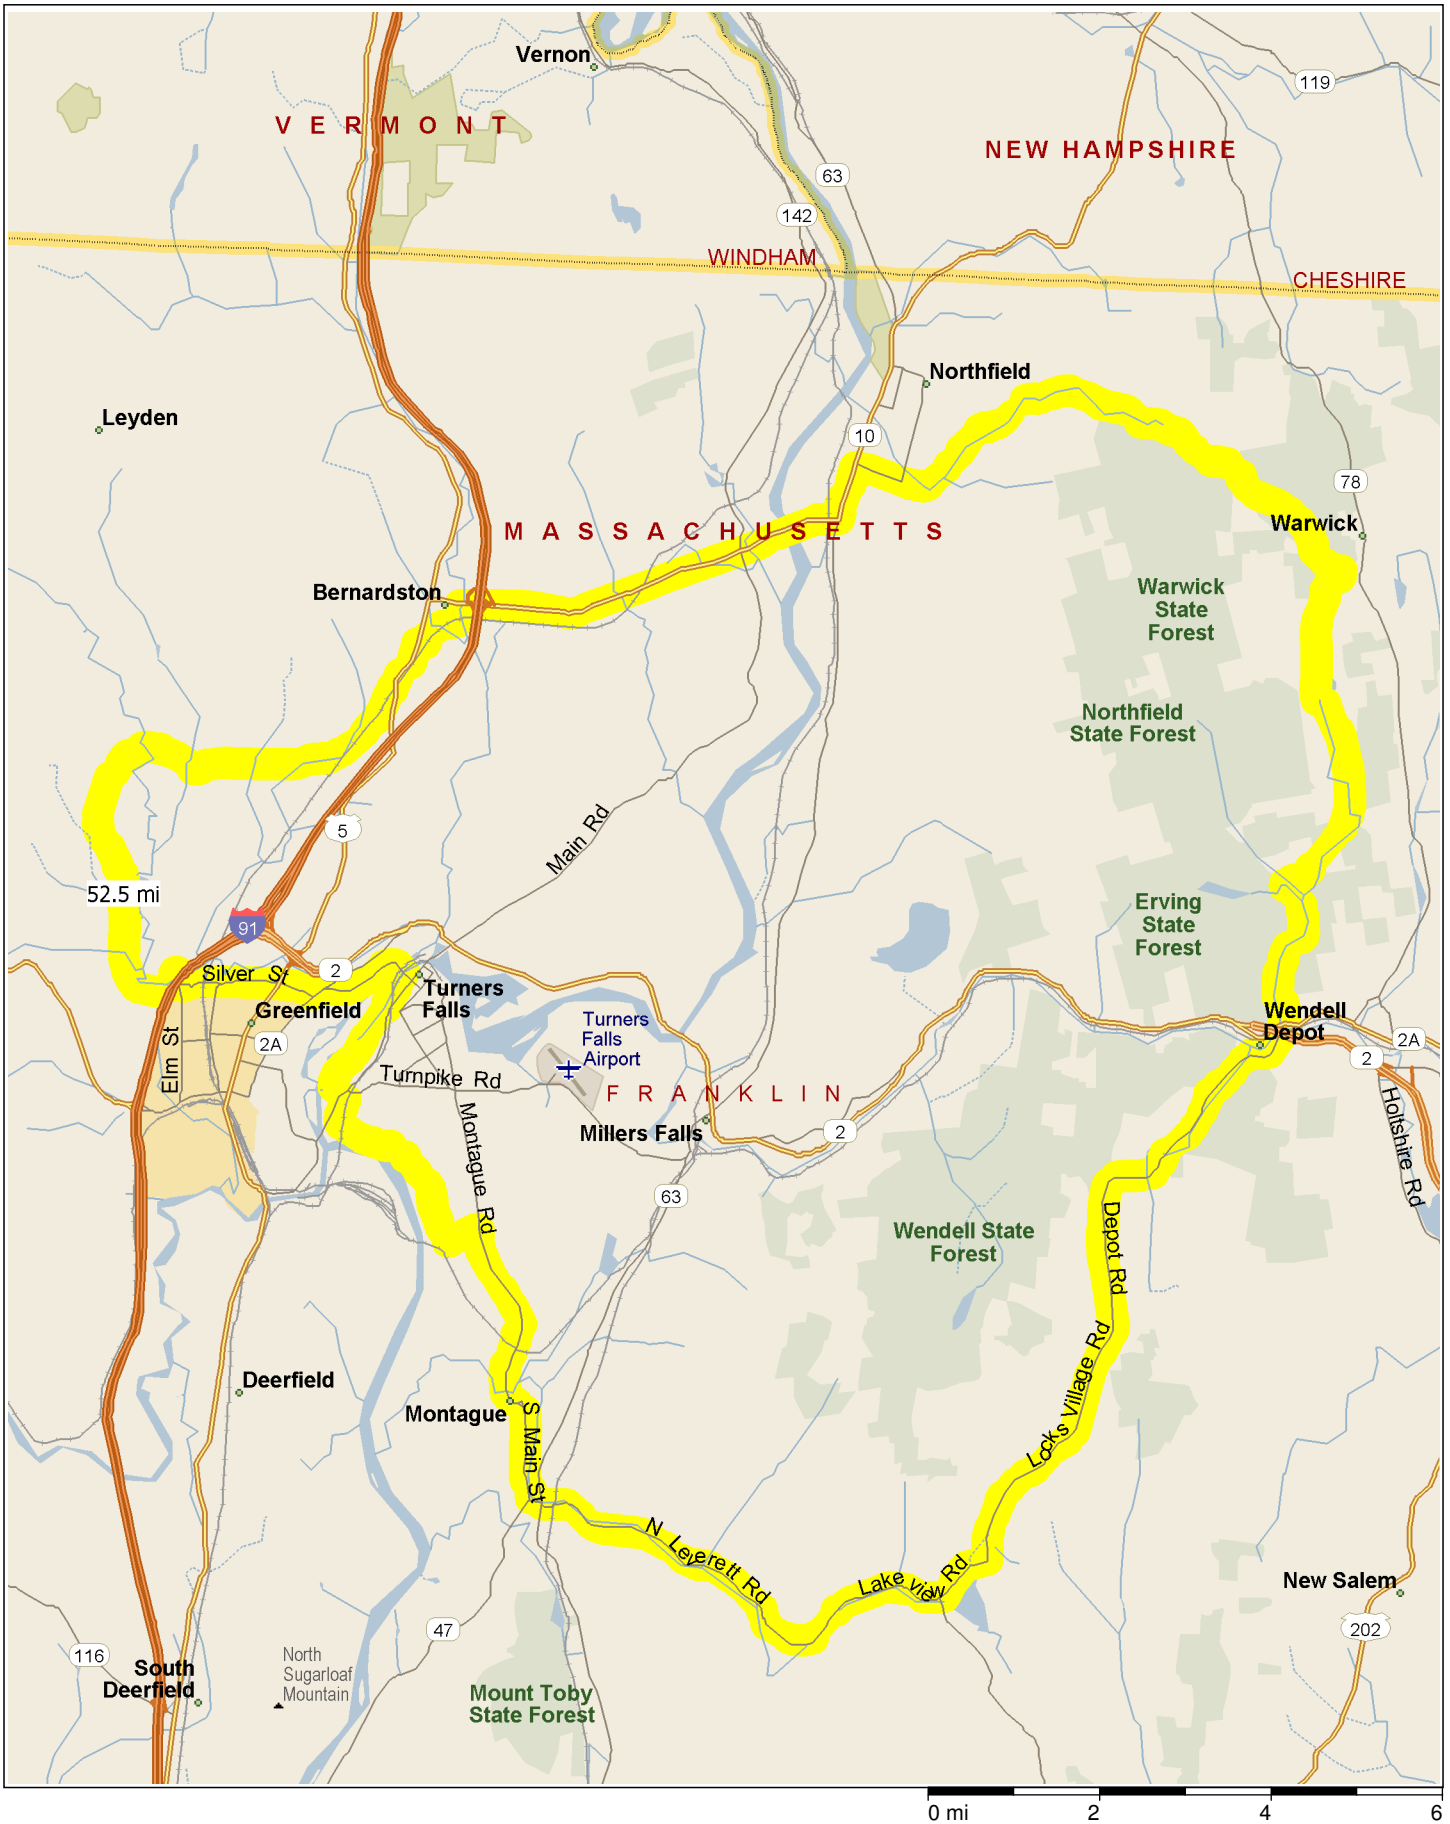 Vernon
119
VERMONT
NEW HAMPSHIRE
63
142
WINDHAM
CHESHIRE
Northfield
Leyden
10
78
Warwick
MASSACHUSETTS
Bernardston
Warwick
State
Forest
Northfield
State Forest
5
Main Rd
52.5 mi
Erving
State
Forest
91
Silver St
2
Turners
Falls
Greenfield
Wendell
Depot
Turners
Falls
Airport
2A
2A
2
Elm St
Turnpike Rd
FRANKLIN
Holtshire Rd
Montague Rd
Millers Falls
2
63
Depot Rd
Wendell State
Forest
Locks Village Rd
Deerfield
Montague
S Main St
N Leverett Rd
Lake view Rd
New Salem
47
202
116
North
Sugarloaf
Mountain
South
Deerfield
Mount Toby
State Forest
0 mi
2
4
6